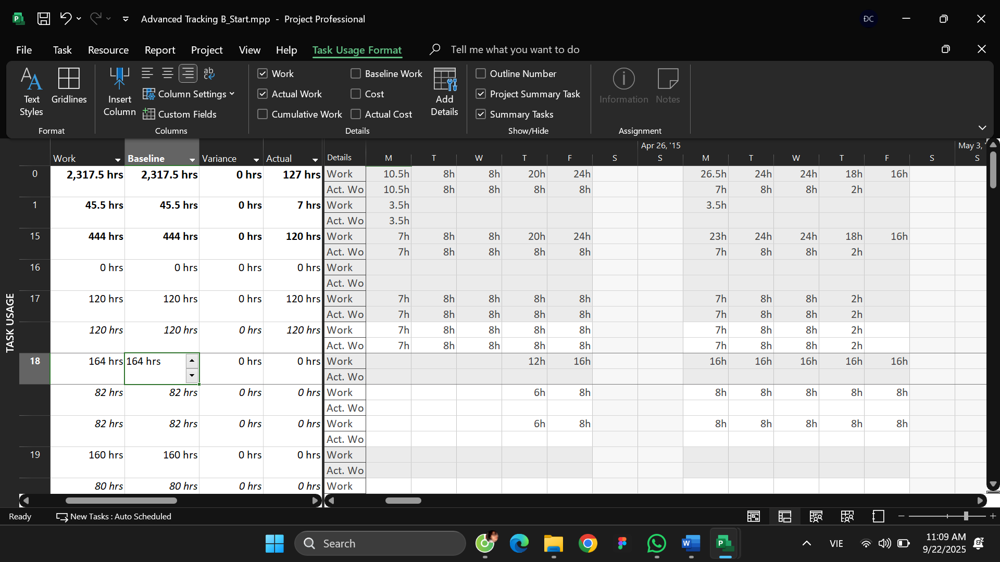 Advanced Tracking B_Start.mpp - Project Professional
ĐC
File Task Resource Report Project View Help Task Usage Format Tell me what you want to do
Text Styles
Gridlines
Format
Insert Column
Column Settings
Custom Fields
Columns
Work
Actual Work
Cumulative Work
Baseline Work
Cost
Actual Cost
Add Details
Details
Outline Number
Project Summary Task
Summary Tasks
Show/Hide
Information
Notes
Assignment
Apr 26, '15 May 3, '
Work Baseline Variance Actual Details M T W T F S S M T W T F S S
0 2,317.5 hrs 2,317.5 hrs 0 hrs 127 hrs Work 10.5h 8h 8h 20h 24h 26.5h 24h 24h 18h 16h
Act. Wo 10.5h 8h 8h 8h 8h 7h 8h 8h 2h
1 45.5 hrs 45.5 hrs 0 hrs 7 hrs Work 3.5h 3.5h
Act. Wo 3.5h
15 444 hrs 444 hrs 0 hrs 120 hrs Work 7h 8h 8h 20h 24h 23h 24h 24h 18h 16h
Act. Wo 7h 8h 8h 8h 8h 7h 8h 8h 2h
16 0 hrs 0 hrs 0 hrs 0 hrs Work
Act. Wo
17 120 hrs 120 hrs 0 hrs 120 hrs Work 7h 8h 8h 8h 8h 7h 8h 8h 2h
Act. Wo 7h 8h 8h 8h 8h 7h 8h 8h 2h
120 hrs 120 hrs 0 hrs 120 hrs Work 7h 8h 8h 8h 8h 7h 8h 8h 2h
Act. Wo 7h 8h 8h 8h 8h 7h 8h 8h 2h
18 164 hrs 164 hrs 0 hrs 0 hrs Work 12h 16h 16h 16h 16h 16h 16h
Act. Wo
82 hrs 82 hrs 0 hrs 0 hrs Work 6h 8h 8h 8h 8h 8h 8h
Act. Wo
82 hrs 82 hrs 0 hrs 0 hrs Work 6h 8h 8h 8h 8h 8h 8h
Act. Wo
19 160 hrs 160 hrs 0 hrs 0 hrs Work
Act. Wo
80 hrs 80 hrs 0 hrs 0 hrs Work
TASK USAGE
Ready New Tasks : Auto Scheduled
Search
VIE
11:09 AM
9/22/2025